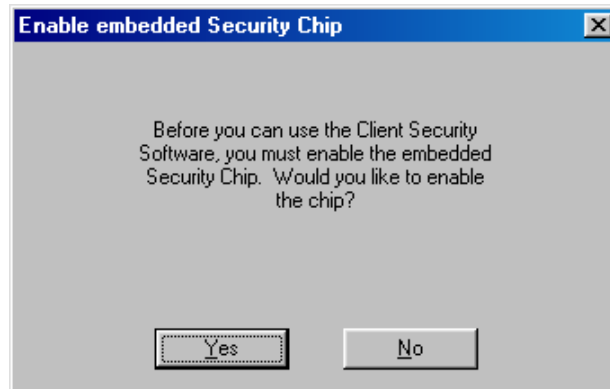 Enable embedded Security Chip
Before you can use the Client Security
Software, you must enable the embedded
Security Chip. Would you like to enable
the chip?
Yes
No